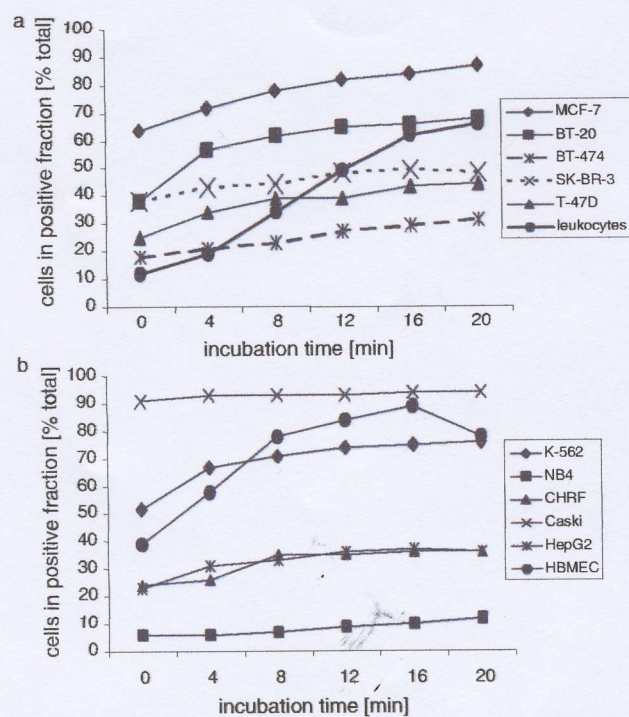 a
cells in positive fraction [% total]
100
90
80
70
60
50
40
30
20
10
0
0 4 8 12 16 20
incubation time [min]
MCF-7
BT-20
BT-474
SK-BR-3
T-47D
leukocytes
b
cells in positive fraction [% total]
100
90
80
70
60
50
40
30
20
10
0
0 4 8 12 16 20
incubation time [min]
K-562
NB4
CHRF
Caski
HepG2
HBMEC